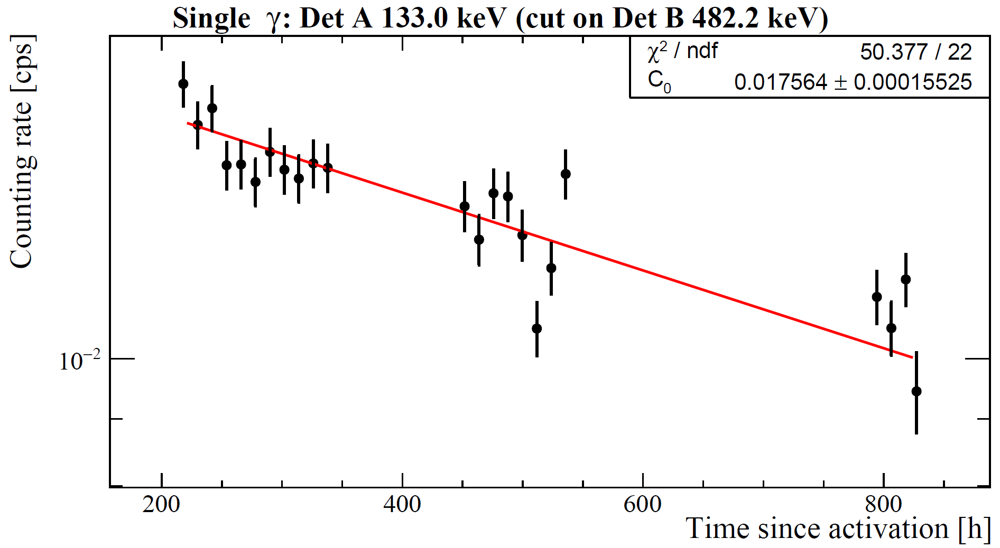 Single γ: Det A 133.0 keV (cut on Det B 482.2 keV)
χ² / ndf 50.377 / 22
C₀ 0.017564 ± 0.00015525
Counting rate [cps]
10⁻²
200 400 600 800
Time since activation [h]